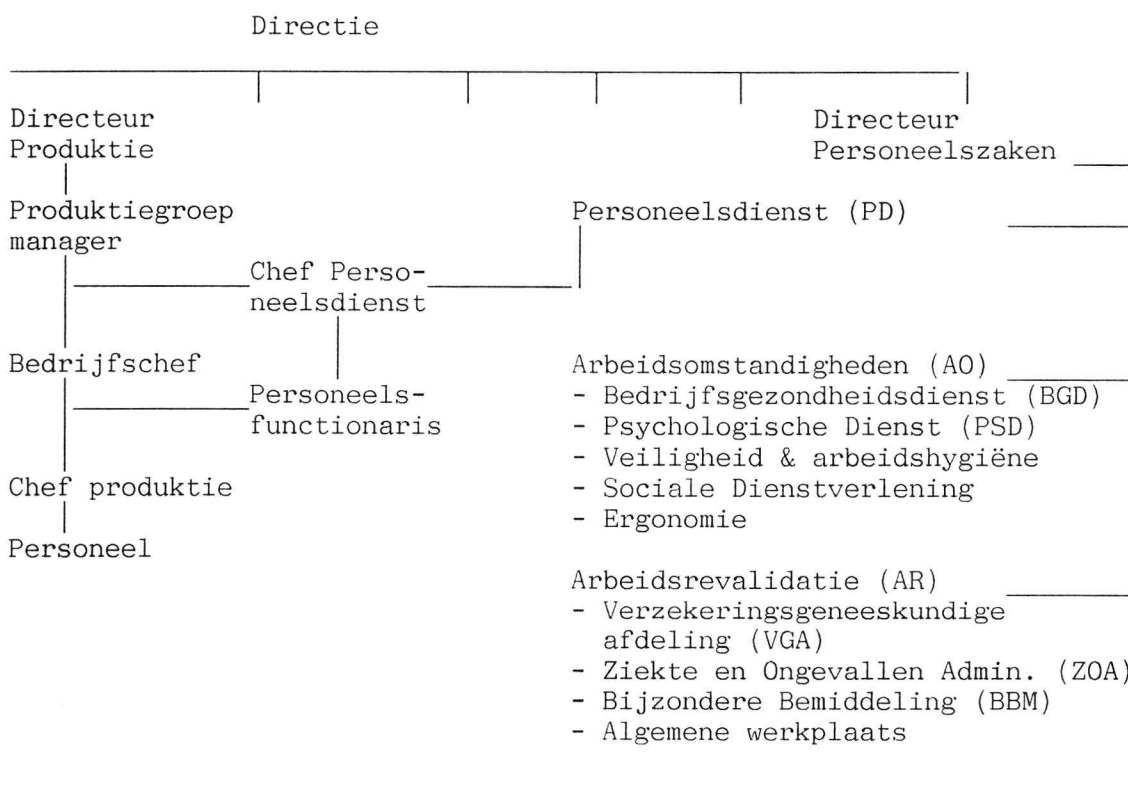 Directie
Directeur
Produktie
Directeur
Personeelszaken
Produktiegroep
manager
Personeelsdienst (PD)
Chef Perso-
neelsdienst
Bedrijfschef
Personeels-
functionaris
Chef produktie
Personeel
Arbeidsomstandigheden (AO)
- Bedrijfsgezondheidsdienst (BGD)
- Psychologische Dienst (PSD)
- Veiligheid & arbeidshygiëne
- Sociale Dienstverlening
- Ergonomie
Arbeidsrevalidatie (AR)
- Verzekeringsgeneeskundige
afdeling (VGA)
- Ziekte en Ongevallen Admin. (ZOA)
- Bijzondere Bemiddeling (BBM)
- Algemene werkplaats